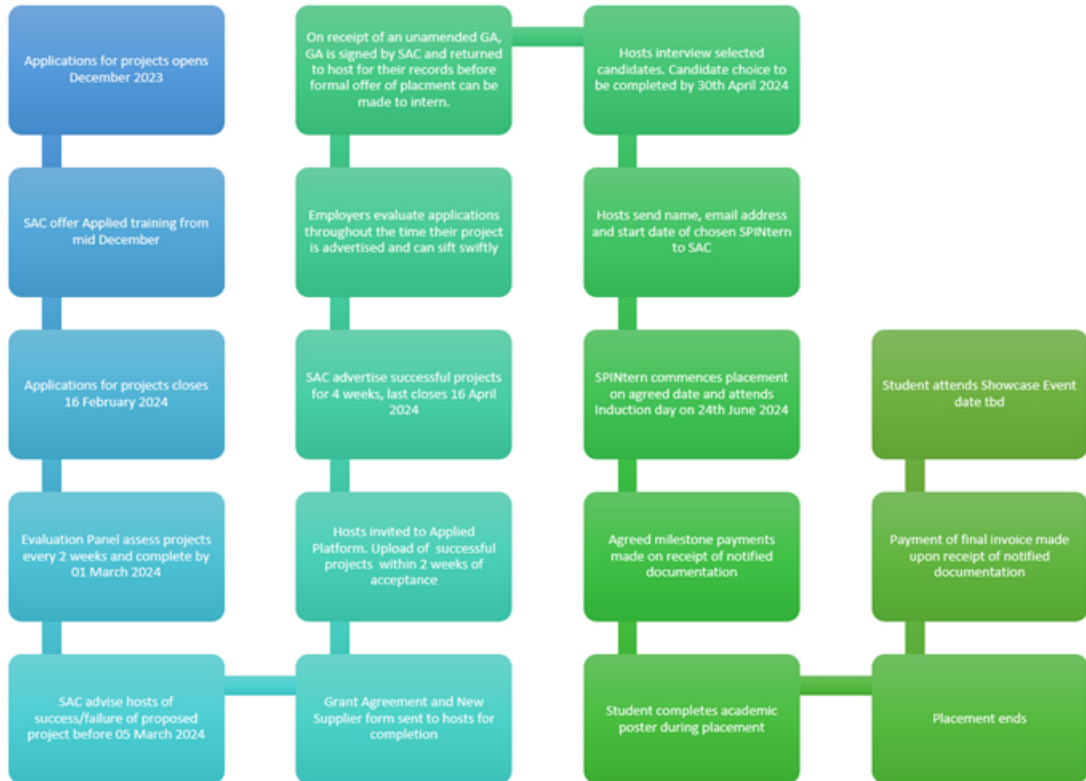 Applications for projects opens
December 2023
SAC offer Applied training from
mid December
Applications for projects closes
16 February 2024
Evaluation Panel assess projects
every 2 weeks and complete by
01 March 2024
SAC advise hosts of
success/failure of proposed
project before 05 March 2024
Grant Agreement and New
Supplier form sent to hosts for
completion
Hosts invited to Applied
Platform. Upload of successful
projects within 2 weeks of
acceptance
SAC advertise successful projects
for 4 weeks, last closes 16 April
2024
Employers evaluate applications
throughout the time their project
is advertised and can sift swiftly
On receipt of an unamended GA,
GA is signed by SAC and returned
to host for their records before
formal offer of placment can be
made to intern.
Hosts interview selected
candidates. Candidate choice to
be completed by 30th April 2024
Hosts send name, email address
and start date of chosen SPINtern
to SAC
SPINtern commences placement
on agreed date and attends
Induction day on 24th June 2024
Agreed milestone payments
made on receipt of notified
documentation
Student completes academic
poster during placement
Placement ends
Payment of final invoice made
upon receipt of notified
documentation
Student attends Showcase Event
date tbd